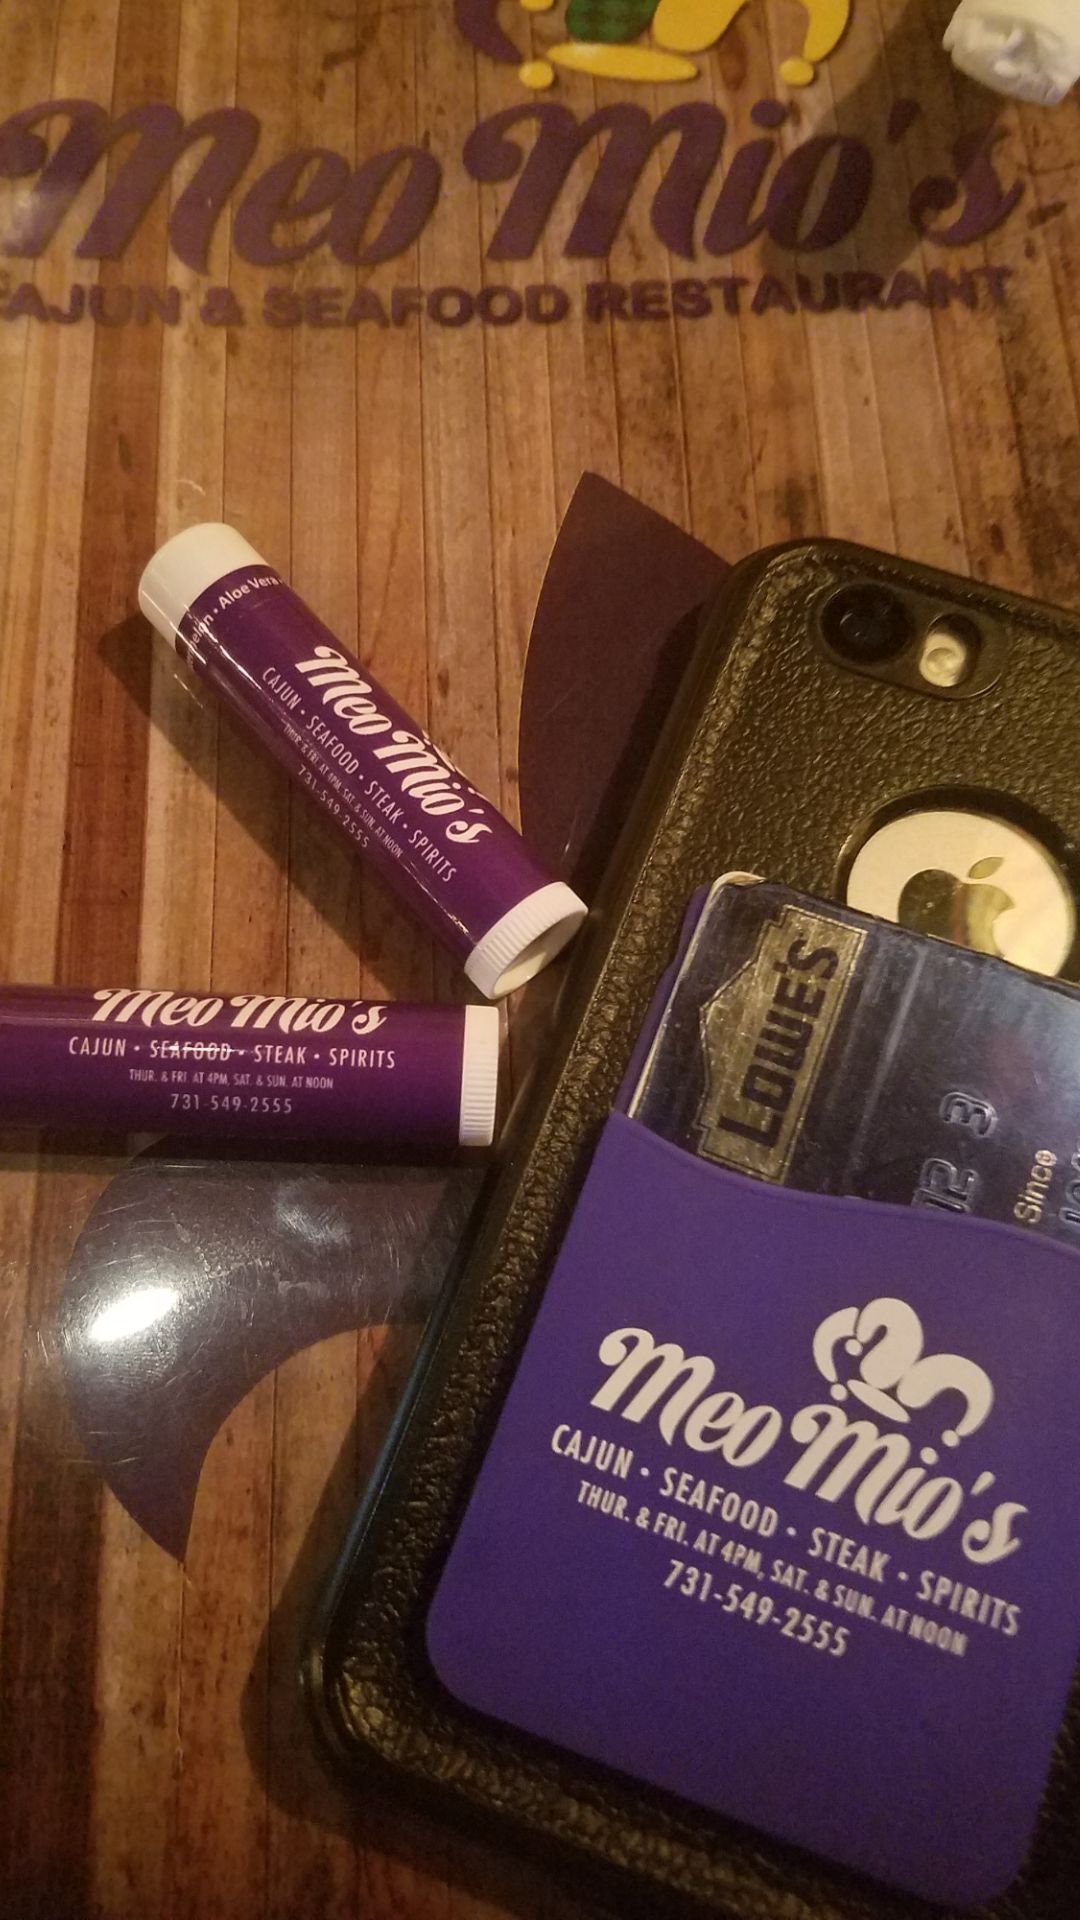 Meo Mio's
CAJUN & SEAFOOD RESTAURANT
Aloe Vera
Meo Mio's
CAJUN • SEAFOOD • STEAK • SPIRITS
THUR. & FRI. AT 4PM, SAT. & SUN. AT NOON
731-549-2555
Meo Mio's
CAJUN • SEAFOOD • STEAK • SPIRITS
THUR. & FRI. AT 4PM, SAT. & SUN. AT NOON
731-549-2555
LOWE'S
3
Since
Meo Mio's
CAJUN • SEAFOOD • STEAK • SPIRITS
THUR. & FRI. AT 4PM, SAT. & SUN. AT NOON
731-549-2555